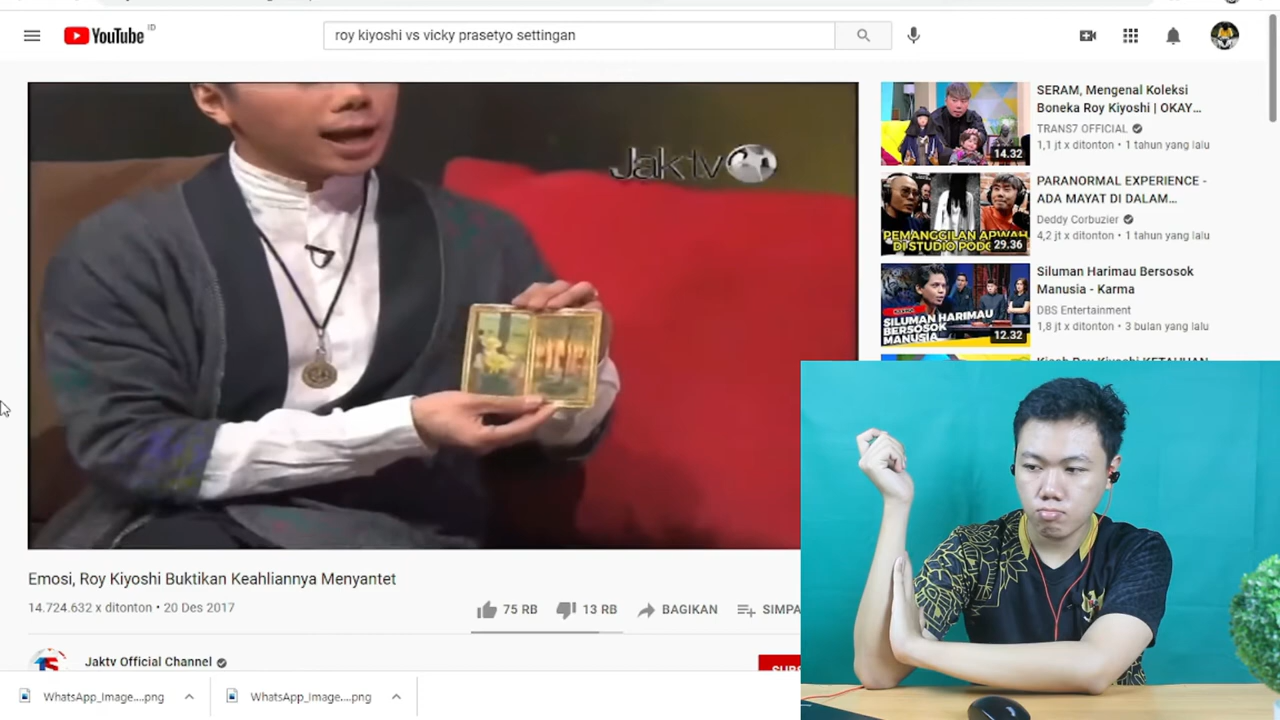 YouTube ID
roy kiyoshi vs vicky prasetyo settingan
Jaktv
Emosi, Roy Kiyoshi Buktikan Keahliannya Menyantet
14.724.632 x ditonton • 20 Des 2017
75 RB
13 RB
BAGIKAN
Jaktv Official Channel
SERAM, Mengenal Koleksi
Boneka Roy Kiyoshi | OKAY...
TRANS7 OFFICIAL
1,1 jt x ditonton • 1 tahun yang lalu
14.32
PARANORMAL EXPERIENCE -
ADA MAYAT DI DALAM...
Deddy Corbuzier
4,2 jt x ditonton • 1 tahun yang lalu
PEMANGGILAN ARWAH
DI STUDIO
29.36
Siluman Harimau Bersosok
Manusia - Karma
DBS Entertainment
1,8 jt x ditonton • 3 bulan yang lalu
SILUMAN HARIMAU
BERSOSOK
MANUSIA
12.32
WhatsApp_Image....png
WhatsApp_Image....png